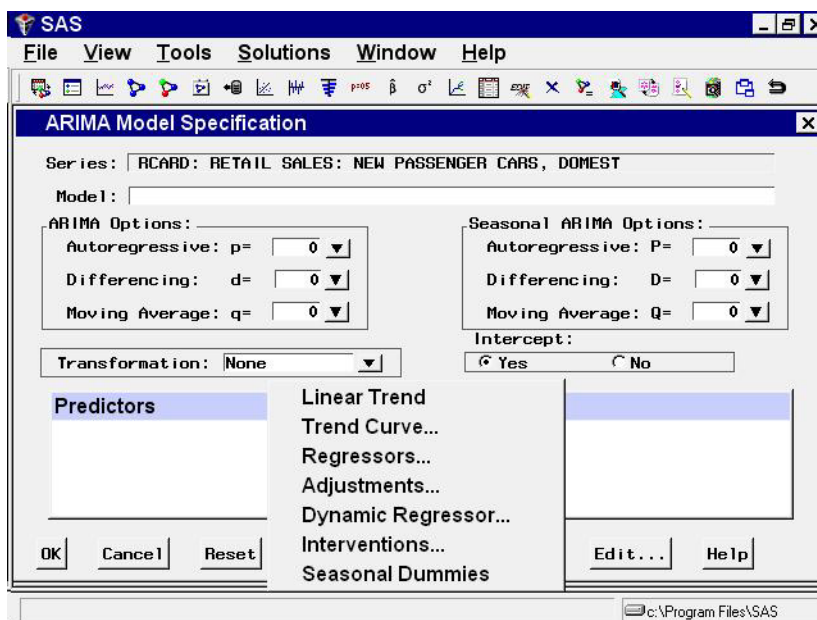 SAS
File View Tools Solutions Window Help
p=05 β̂ σ²
ARIMA Model Specification
Series: RCARD: RETAIL SALES: NEW PASSENGER CARS, DOMEST
Model:
ARIMA Options:
Autoregressive: p= 0
Differencing: d= 0
Moving Average: q= 0
Seasonal ARIMA Options:
Autoregressive: P= 0
Differencing: D= 0
Moving Average: Q= 0
Transformation: None
Intercept:
Yes No
Predictors
Linear Trend
Trend Curve...
Regressors...
Adjustments...
Dynamic Regressor...
Interventions...
Seasonal Dummies
OK Cancel Reset Edit... Help
c:\Program Files\SAS